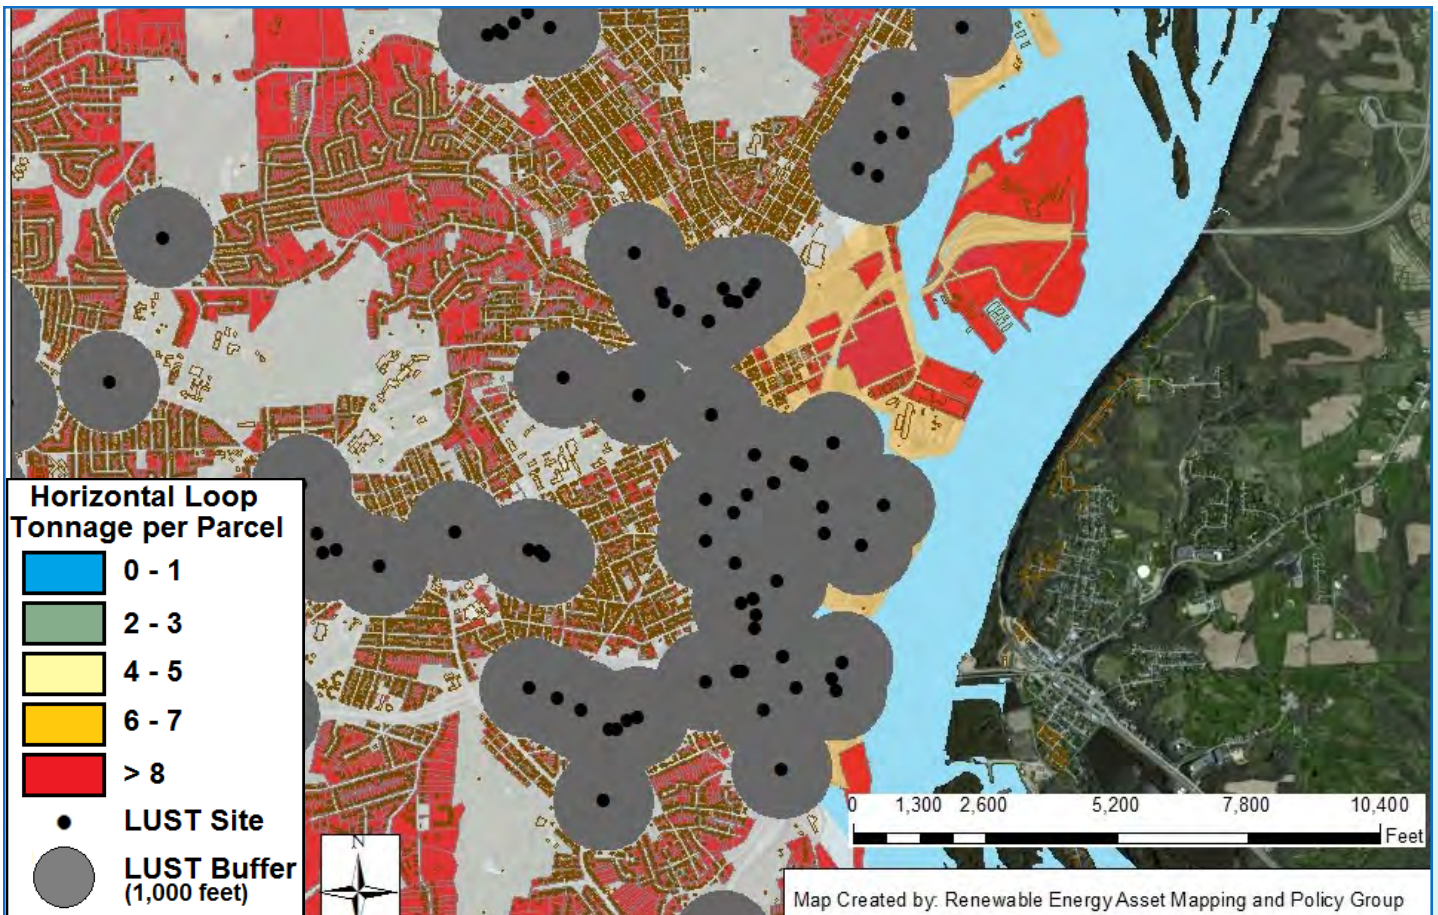 Horizontal Loop
Tonnage per Parcel
0 - 1
2 - 3
4 - 5
6 - 7
> 8
LUST Site
LUST Buffer
(1,000 feet)
N
0 1,300 2,600 5,200 7,800 10,400
Feet
Map Created by: Renewable Energy Asset Mapping and Policy Group